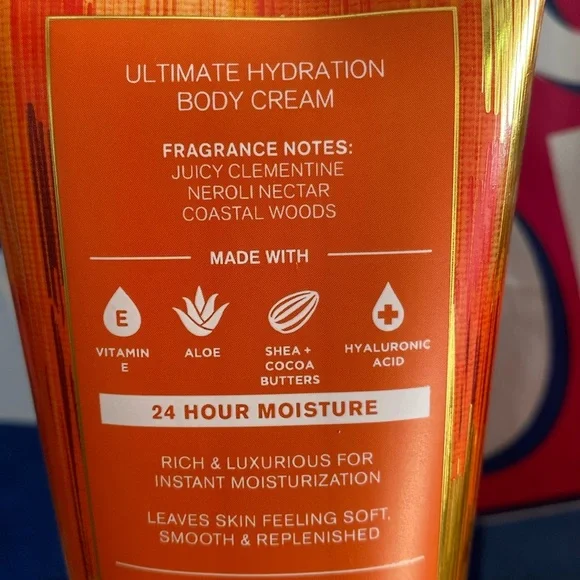 ULTIMATE HYDRATION
BODY CREAM
FRAGRANCE NOTES:
JUICY CLEMENTINE
NEROLI NECTAR
COASTAL WOODS
MADE WITH
E
VITAMIN
E
ALOE
SHEA +
COCOA
BUTTERS
HYALURONIC
ACID
24 HOUR MOISTURE
RICH & LUXURIOUS FOR
INSTANT MOISTURIZATION
LEAVES SKIN FEELING SOFT,
SMOOTH & REPLENISHED